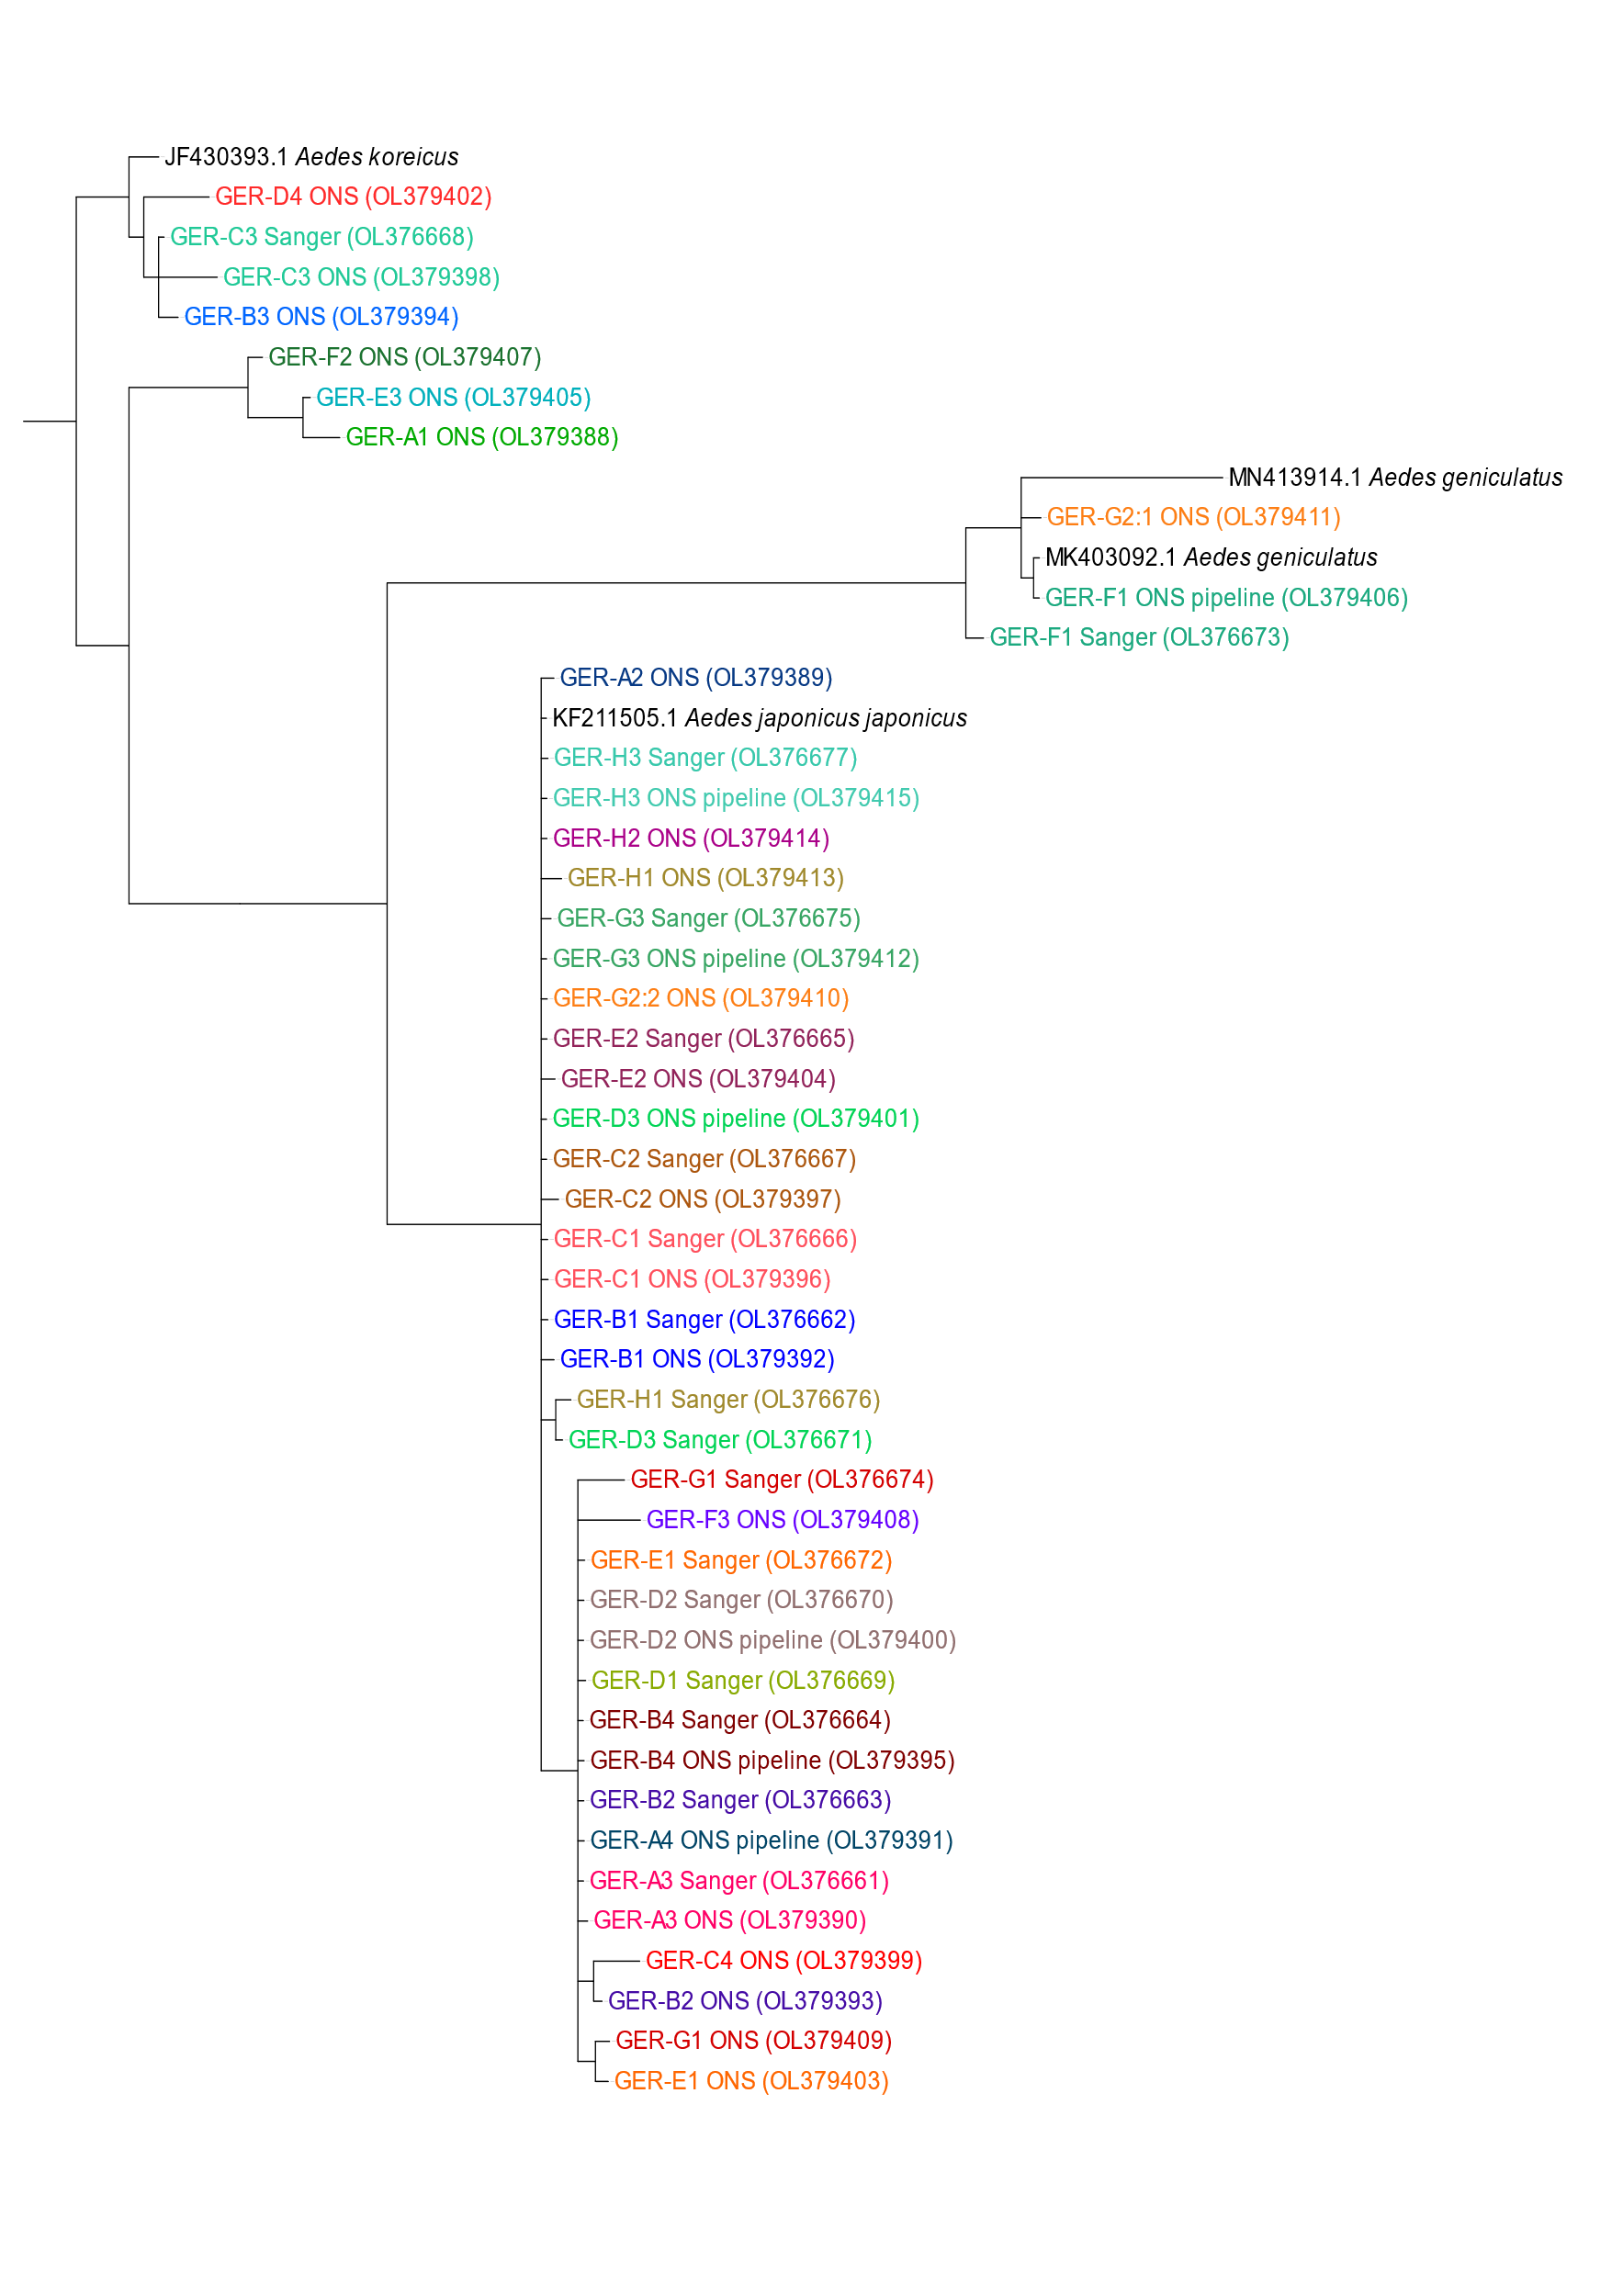 JF430393.1 Aedes koreicus
GER-D4 ONS (OL379402)
GER-C3 Sanger (OL376668)
GER-C3 ONS (OL379398)
GER-B3 ONS (OL379394)
GER-F2 ONS (OL379407)
GER-E3 ONS (OL379405)
GER-A1 ONS (OL379388)
MN413914.1 Aedes geniculatus
GER-G2:1 ONS (OL379411)
MK403092.1 Aedes geniculatus
GER-F1 ONS pipeline (OL379406)
GER-F1 Sanger (OL376673)
GER-A2 ONS (OL379389)
KF211505.1 Aedes japonicus japonicus
GER-H3 Sanger (OL376677)
GER-H3 ONS pipeline (OL379415)
GER-H2 ONS (OL379414)
GER-H1 ONS (OL379413)
GER-G3 Sanger (OL376675)
GER-G3 ONS pipeline (OL379412)
GER-G2:2 ONS (OL379410)
GER-E2 Sanger (OL376665)
GER-E2 ONS (OL379404)
GER-D3 ONS pipeline (OL379401)
GER-C2 Sanger (OL376667)
GER-C2 ONS (OL379397)
GER-C1 Sanger (OL376666)
GER-C1 ONS (OL379396)
GER-B1 Sanger (OL376662)
GER-B1 ONS (OL379392)
GER-H1 Sanger (OL376676)
GER-D3 Sanger (OL376671)
GER-G1 Sanger (OL376674)
GER-F3 ONS (OL379408)
GER-E1 Sanger (OL376672)
GER-D2 Sanger (OL376670)
GER-D2 ONS pipeline (OL379400)
GER-D1 Sanger (OL376669)
GER-B4 Sanger (OL376664)
GER-B4 ONS pipeline (OL379395)
GER-B2 Sanger (OL376663)
GER-A4 ONS pipeline (OL379391)
GER-A3 Sanger (OL376661)
GER-A3 ONS (OL379390)
GER-C4 ONS (OL379399)
GER-B2 ONS (OL379393)
GER-G1 ONS (OL379409)
GER-E1 ONS (OL379403)